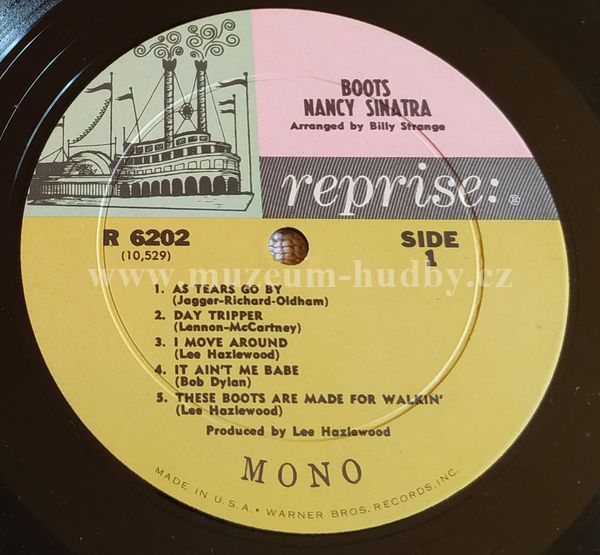 BOOTS
NANCY SINATRA
Arranged by Billy Strange
reprise: ®
R 6202
(10,529)
SIDE
1
www.muzeum-hudby.cz
1. AS TEARS GO BY
(Jagger-Richard-Oldham)
2. DAY TRIPPER
(Lennon-McCartney)
3. I MOVE AROUND
(Lee Hazlewood)
4. IT AIN'T ME BABE
(Bob Dylan)
5. THESE BOOTS ARE MADE FOR WALKIN'
(Lee Hazlewood)
Produced by Lee Hazlewood
MONO
MADE IN U.S.A. • WARNER BROS. RECORDS, INC.